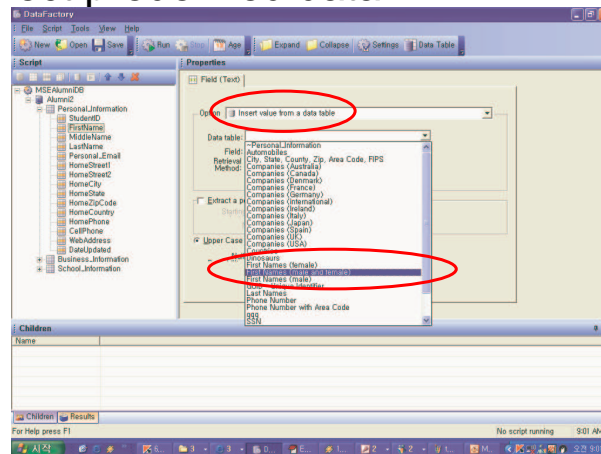 DataFactory
File Script Tools View Help
New Open Save Run Stop Age Expand Collapse Settings Data Table
Script
MSEAlumniDB
Alumni2
Personal_Information
StudentID
FirstName
MiddleName
LastName
Personal_Email
HomeStreet1
HomeStreet2
HomeCity
HomeState
HomeZipCode
HomeCountry
HomePhone
CellPhone
WebAddress
DateUpdated
Business_Information
School_Information
Properties
Field (Text)
Option Insert value from a data table
Data table:
Field:
Retrieval
Method:
~Personal_Information
Automobiles
City, State, County, Zip, Area Code, FIPS
Companies (Australia)
Companies (Canada)
Companies (Denmark)
Companies (France)
Companies (Germany)
Companies (International)
Companies (Ireland)
Companies (Italy)
Companies (Japan)
Companies (Spain)
Companies (UK)
Companies (USA)
Dinosaurs
First Names (female)
First Names (male and female)
First Names (male)
Last Names
Phone Number
Phone Number with Area Code
SSN
Extract a
Upper Case
Children
Name
Children Results
For Help press F1
No script running 9:01 AM
시작